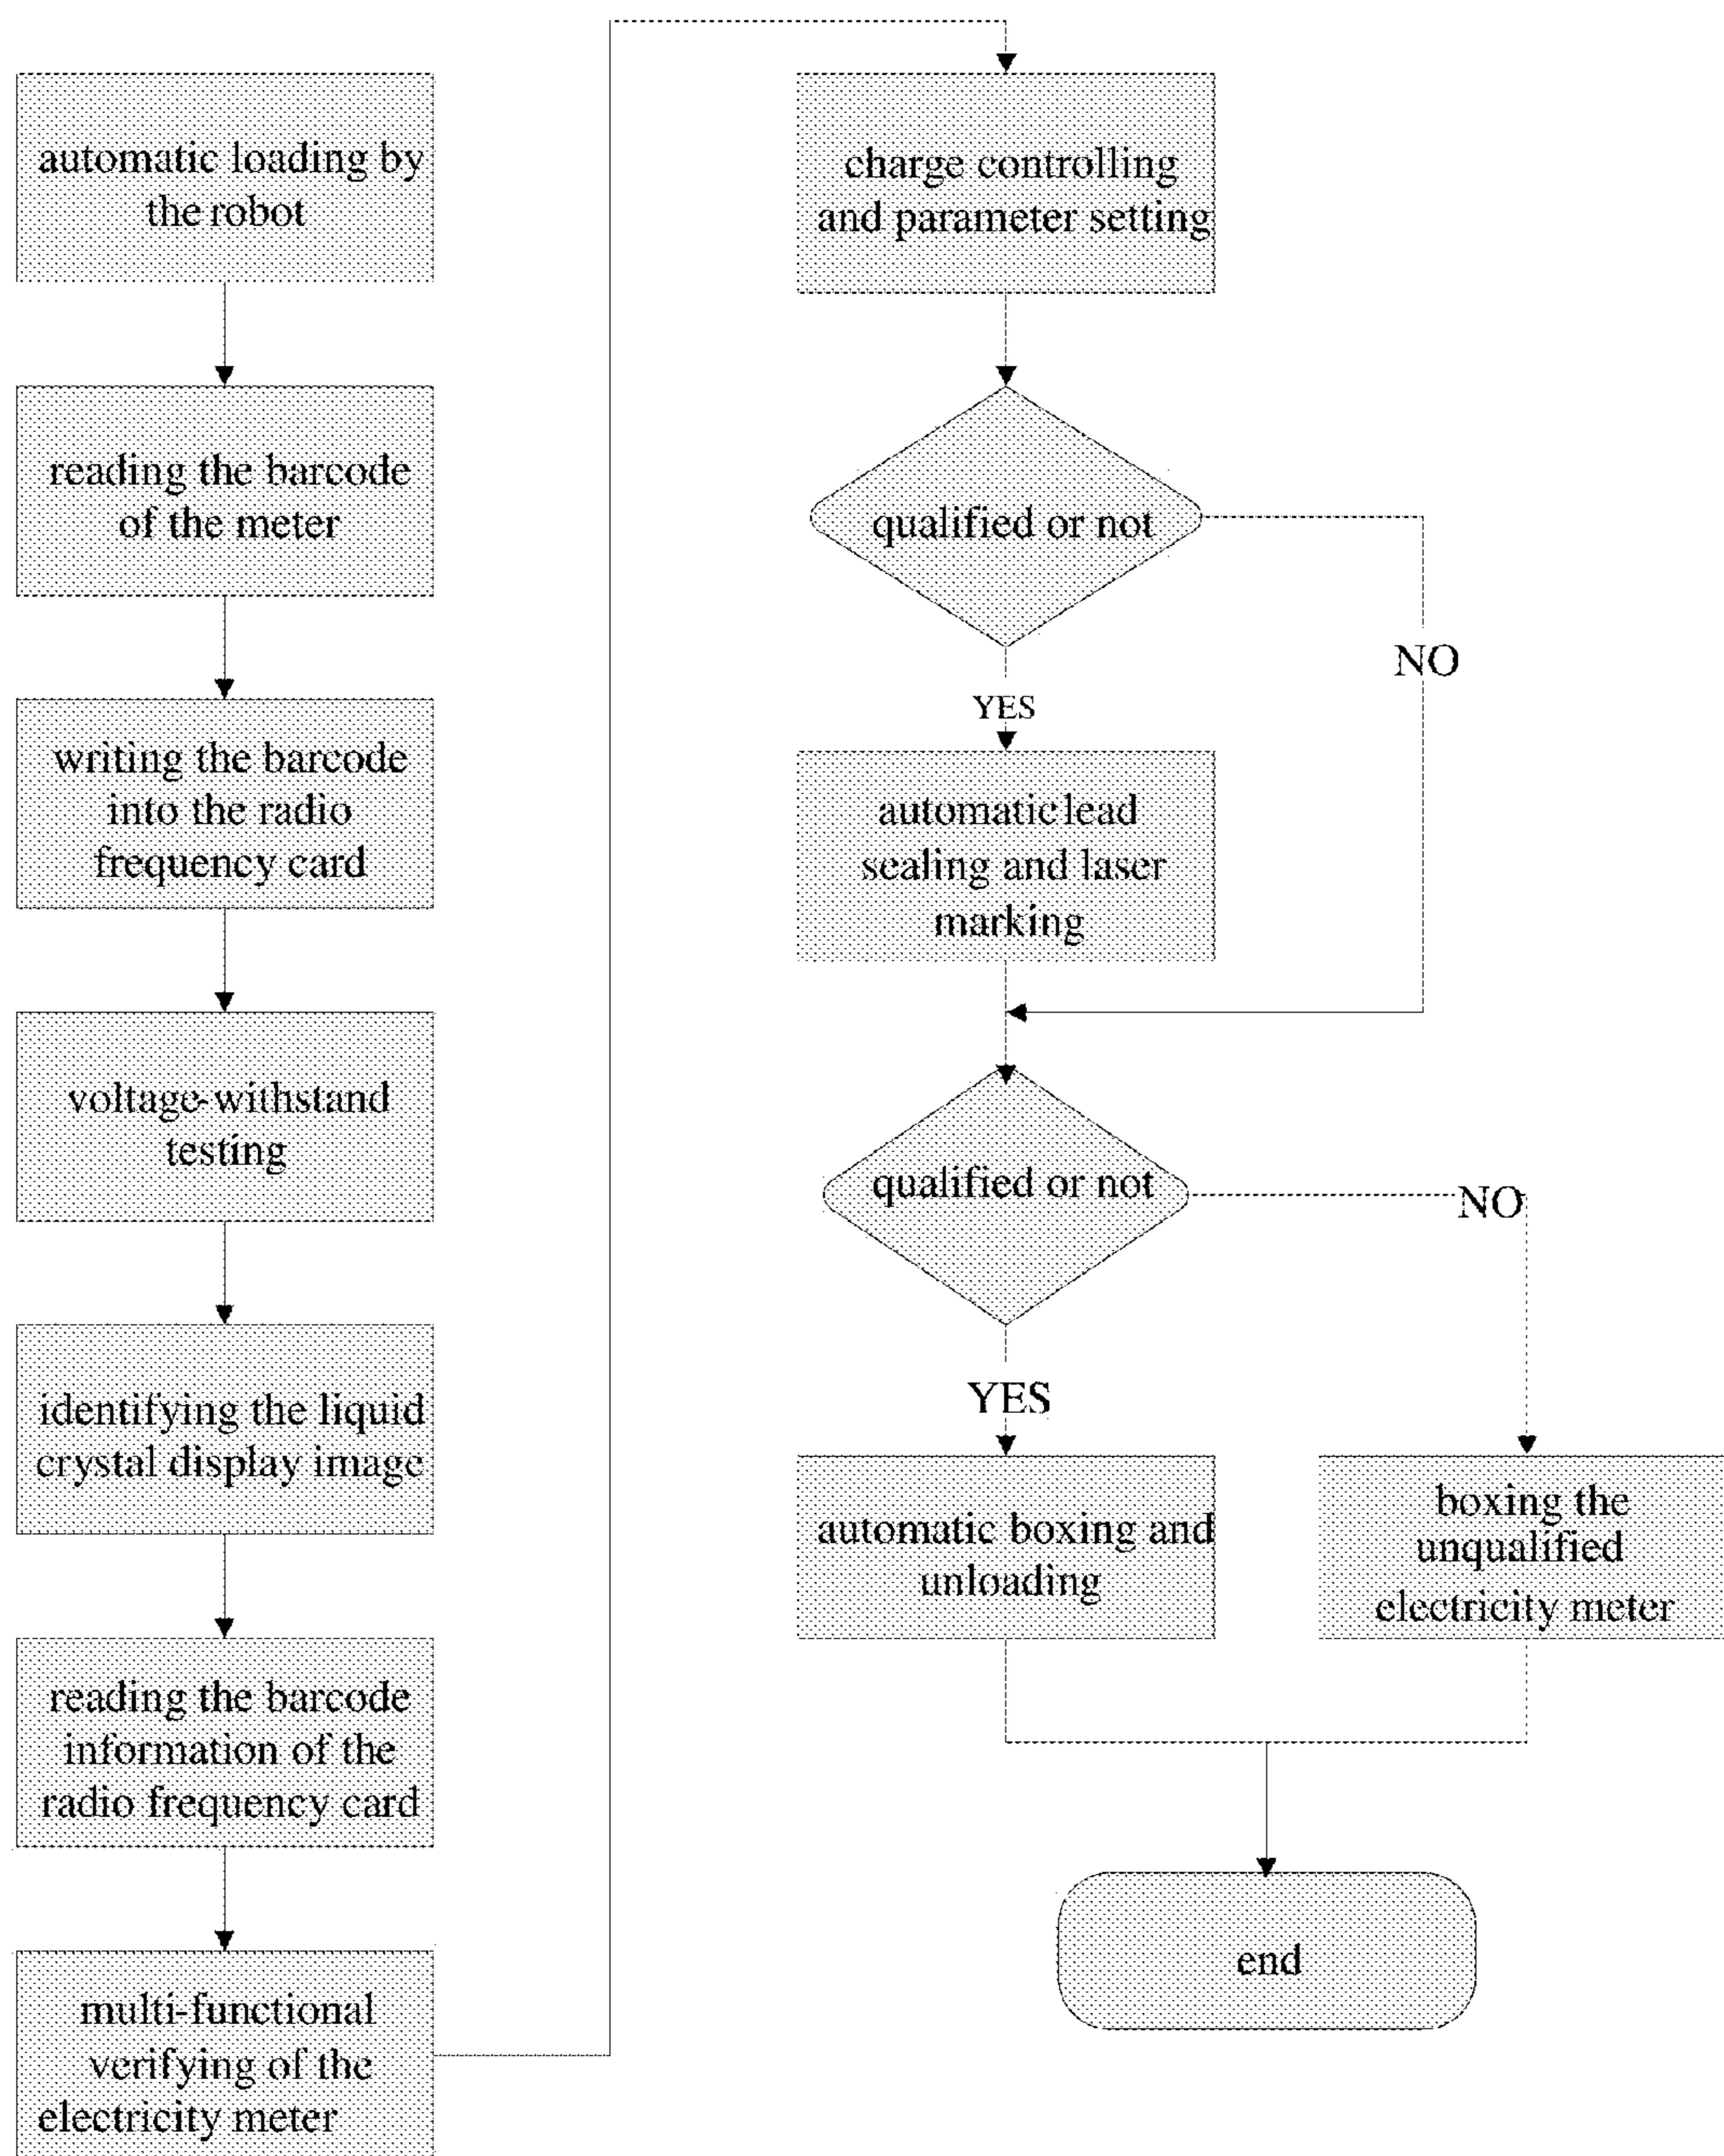 automatic loading by
the robot
reading the barcode
of the meter
writing the barcode
into the radio
frequency card
voltage-withstand
testing
identifying the liquid
crystal display image
reading the barcode
information of the
radio frequency card
multi-functional
verifying of the
electricity meter
charge controlling
and parameter setting
qualified or not
NO
YES
automatic lead
sealing and laser
marking
qualified or not
NO
YES
automatic boxing and
unloading
boxing the
unqualified
electricity meter
end